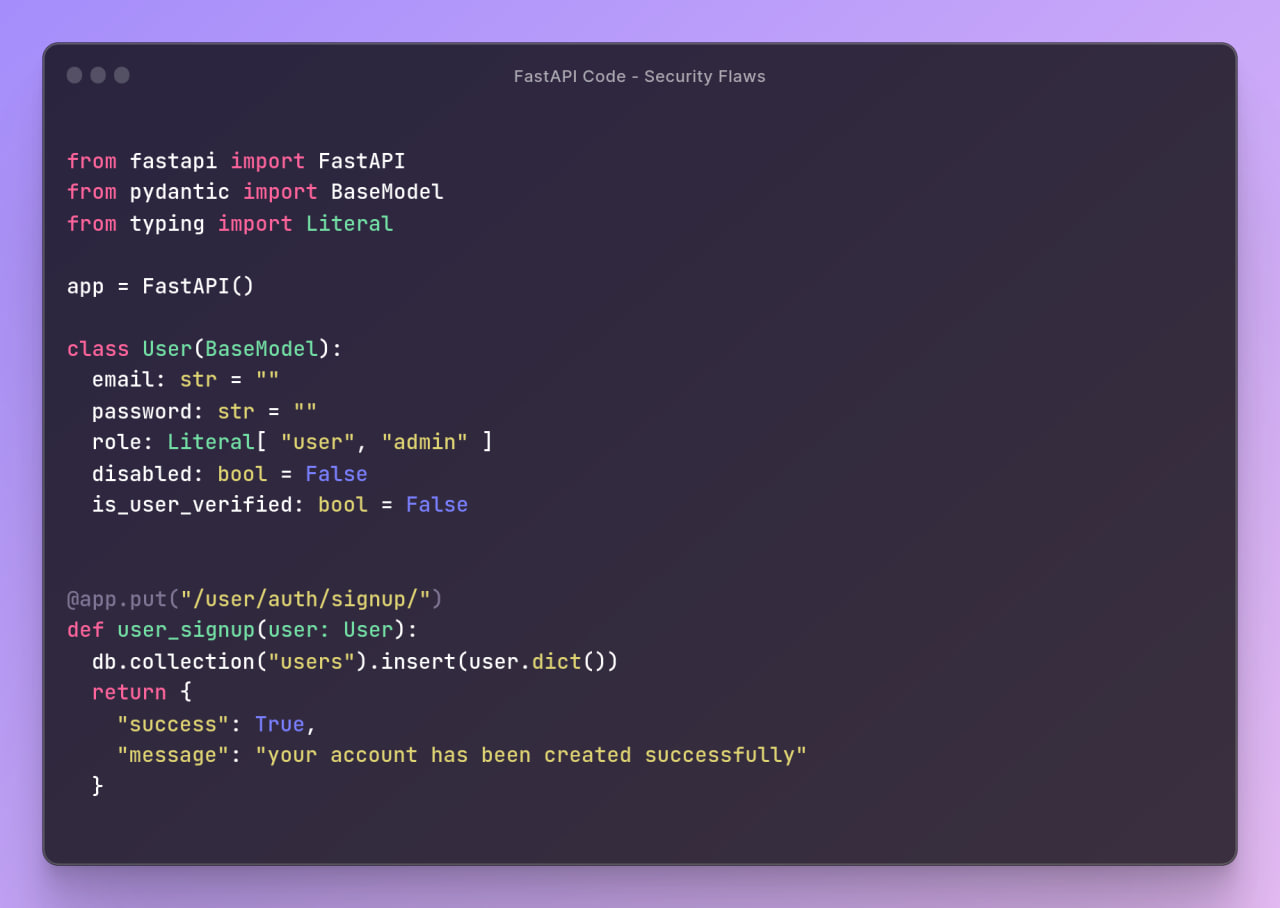 FastAPI Code - Security Flaws
from fastapi import FastAPI
from pydantic import BaseModel
from typing import Literal
app = FastAPI()
class User(BaseModel):
  email: str = ""
  password: str = ""
  role: Literal[ "user", "admin" ]
  disabled: bool = False
  is_user_verified: bool = False
@app.put("/user/auth/signup/")
def user_signup(user: User):
  db.collection("users").insert(user.dict())
  return {
    "success": True,
    "message": "your account has been created successfully"
  }